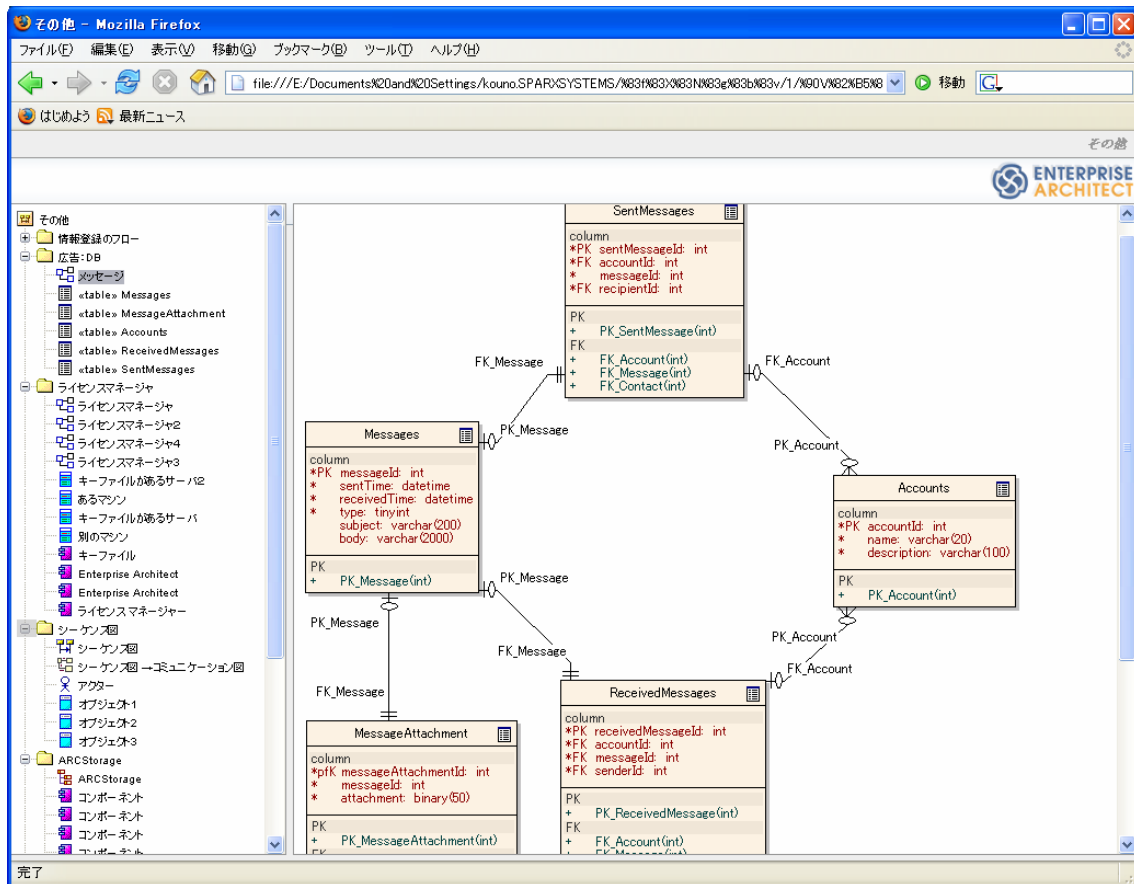 その他 - Mozilla Firefox
ファイル(F) 編集(E) 表示(V) 移動(G) ブックマーク(B) ツール(T) ヘルプ(H)
file:///E:/Documents%20and%20Settings/kouno.SPARXSYSTEMS/%83f%83X%83N%83g%83b%83v/1/%90V%82%B5%8
移動
G
はじめよう 最新ニュース
その他
ENTERPRISE
ARCHITECT
その他
情報登録のフロー
広告:DB
メッセージ
«table» Messages
«table» MessageAttachment
«table» Accounts
«table» ReceivedMessages
«table» SentMessages
ライセンスマネージャ
ライセンスマネージャ
ライセンスマネージャ2
ライセンスマネージャ4
ライセンスマネージャ3
キーファイルがあるサーバ2
あるマシン
キーファイルがあるサーバ
別のマシン
キーファイル
Enterprise Architect
Enterprise Architect
ライセンスマネージャー
シーケンス図
シーケンス図
シーケンス図→コミュニケーション図
アクター
オブジェクト1
オブジェクト2
オブジェクト3
ARCStorage
ARCStorage
コンポーネント
コンポーネント
コンポーネント
コンポーネント
SentMessages
column
*PK sentMessageId: int
*FK accountId: int
* messageId: int
*FK recipientId: int
PK
+ PK_SentMessage(int)
FK
+ FK_Account(int)
+ FK_Message(int)
+ FK_Contact(int)
FK_Message
FK_Account
PK_Message
PK_Account
Messages
column
*PK messageId: int
* sentTime: datetime
* receivedTime: datetime
* type: tinyint
subject: varchar(200)
body: varchar(2000)
PK
+ PK_Message(int)
Accounts
column
*PK accountId: int
* name: varchar(20)
* description: varchar(100)
PK
+ PK_Account(int)
PK_Message
PK_Message
PK_Account
FK_Message
FK_Account
FK_Message
MessageAttachment
column
*pfK messageAttachmentId: int
* messageId: int
* attachment: binary(50)
PK
+ PK_MessageAttachment(int)
FK
ReceivedMessages
column
*PK receivedMessageId: int
*FK accountId: int
*FK messageId: int
*FK senderId: int
PK
+ PK_ReceivedMessage(int)
FK
+ FK_Account(int)
+ FK_Message(int)
完了